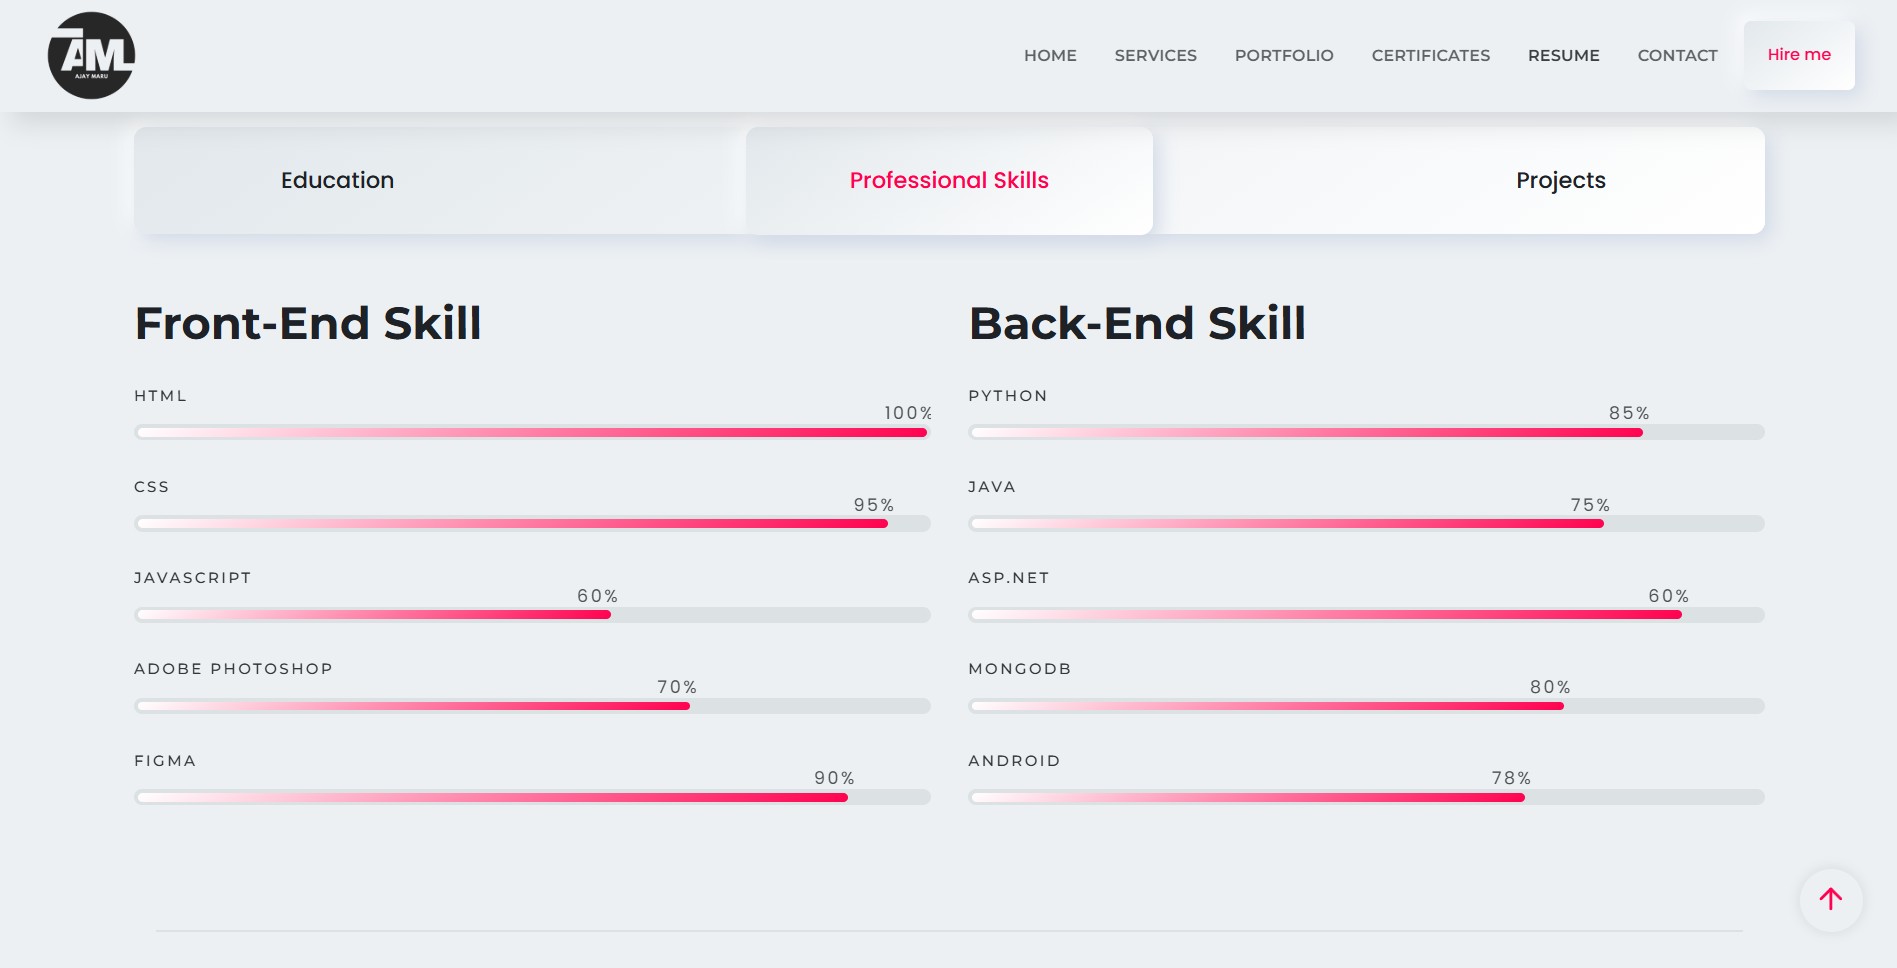 AM
AJAY MARU
HOME SERVICES PORTFOLIO CERTIFICATES RESUME CONTACT Hire me
Education Professional Skills Projects
Front-End Skill
HTML
100%
CSS
95%
JAVASCRIPT
60%
ADOBE PHOTOSHOP
70%
FIGMA
90%
Back-End Skill
PYTHON
85%
JAVA
75%
ASP.NET
60%
MONGODB
80%
ANDROID
78%